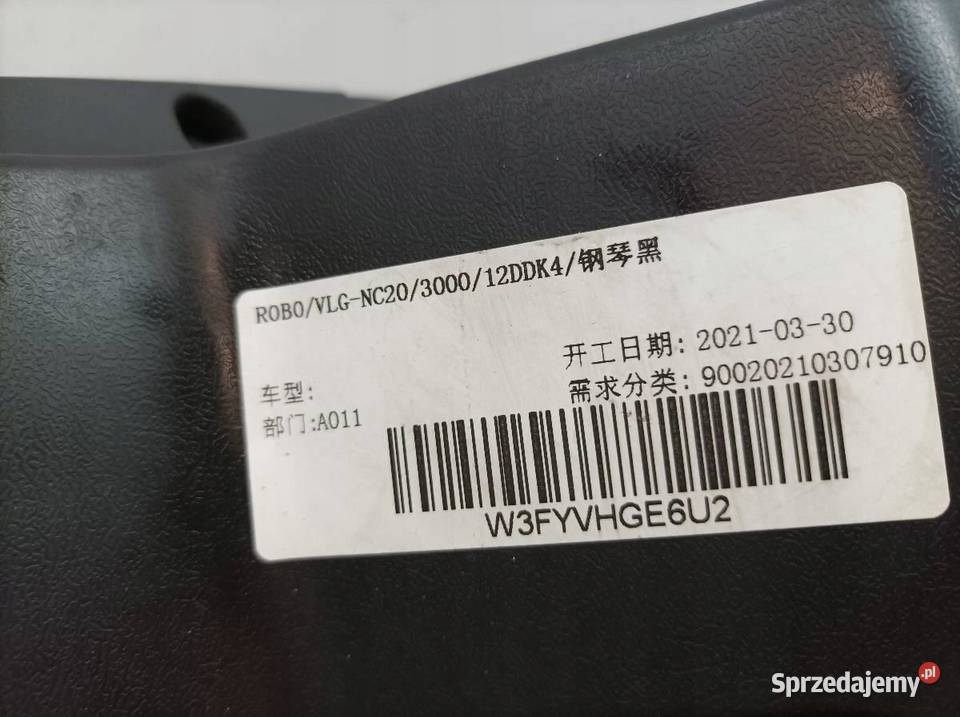 ROBO/VLG-NC20/3000/12DDK4/钢琴黑
开工日期: 2021-03-30
车型:
需求分类: 90020210307910
部门:A011
W3FYVHGE6U2
Sprzedajemy.pl